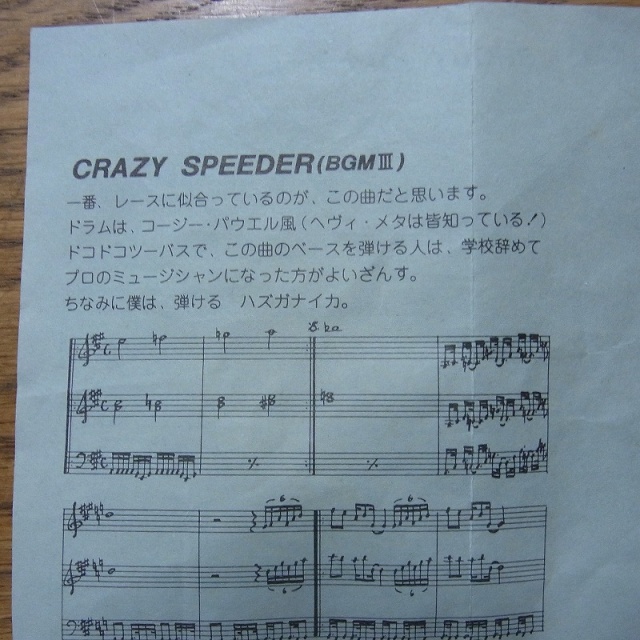 CRAZY SPEEDER(BGMⅢ)
一番、レースに似合っているのが、この曲だと思います。
ドラムは、コージー・パウエル風(ヘヴィ・メタは皆知っている!)
ドコドコツーバスで、この曲のベースを弾ける人は、学校辞めて
プロのミュージシャンになった方がよいざんす。
ちなみに僕は、弾ける ハズガナイカ。
8va
6 6
6 6